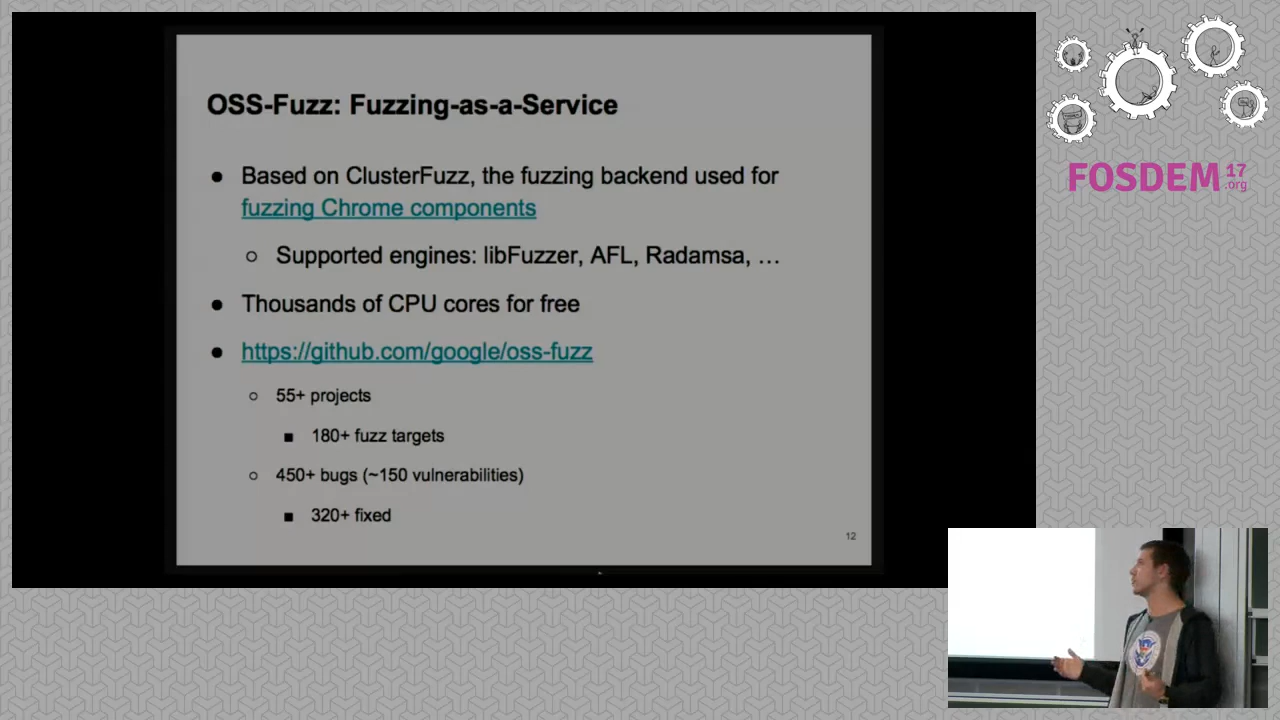 OSS-Fuzz: Fuzzing-as-a-Service
● Based on ClusterFuzz, the fuzzing backend used for
fuzzing Chrome components
○ Supported engines: libFuzzer, AFL, Radamsa, …
● Thousands of CPU cores for free
● https://github.com/google/oss-fuzz
○ 55+ projects
■ 180+ fuzz targets
○ 450+ bugs (~150 vulnerabilities)
■ 320+ fixed
12
FOSDEM 17
.org